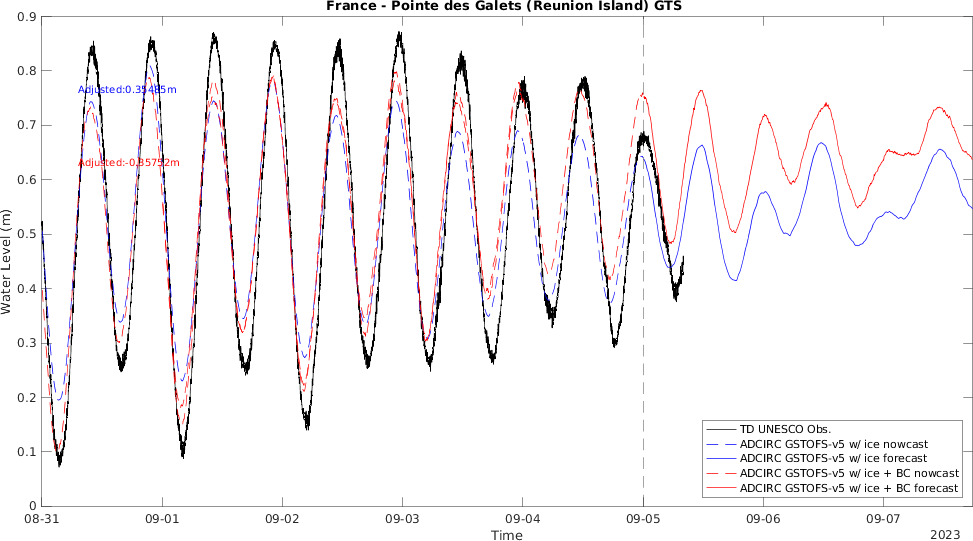 France - Pointe des Galets (Reunion Island) GTS
0.9
0.8
0.7
0.6
0.5
0.4
0.3
0.2
0.1
0
Water Level (m)
Adjusted:0.35485m
Adjusted:-0.35752m
TD UNESCO Obs.
ADCIRC GSTOFS-v5 w/ ice nowcast
ADCIRC GSTOFS-v5 w/ ice forecast
ADCIRC GSTOFS-v5 w/ ice + BC nowcast
ADCIRC GSTOFS-v5 w/ ice + BC forecast
08-31 09-01 09-02 09-03 09-04 09-05 09-06 09-07
Time
2023